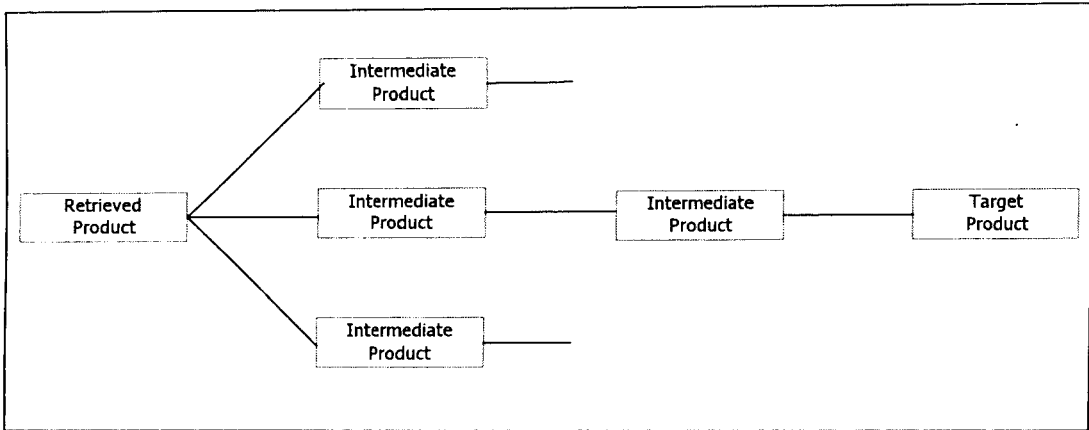 Intermediate
Product
Retrieved
Product
Intermediate
Product
Intermediate
Product
Target
Product
Intermediate
Product